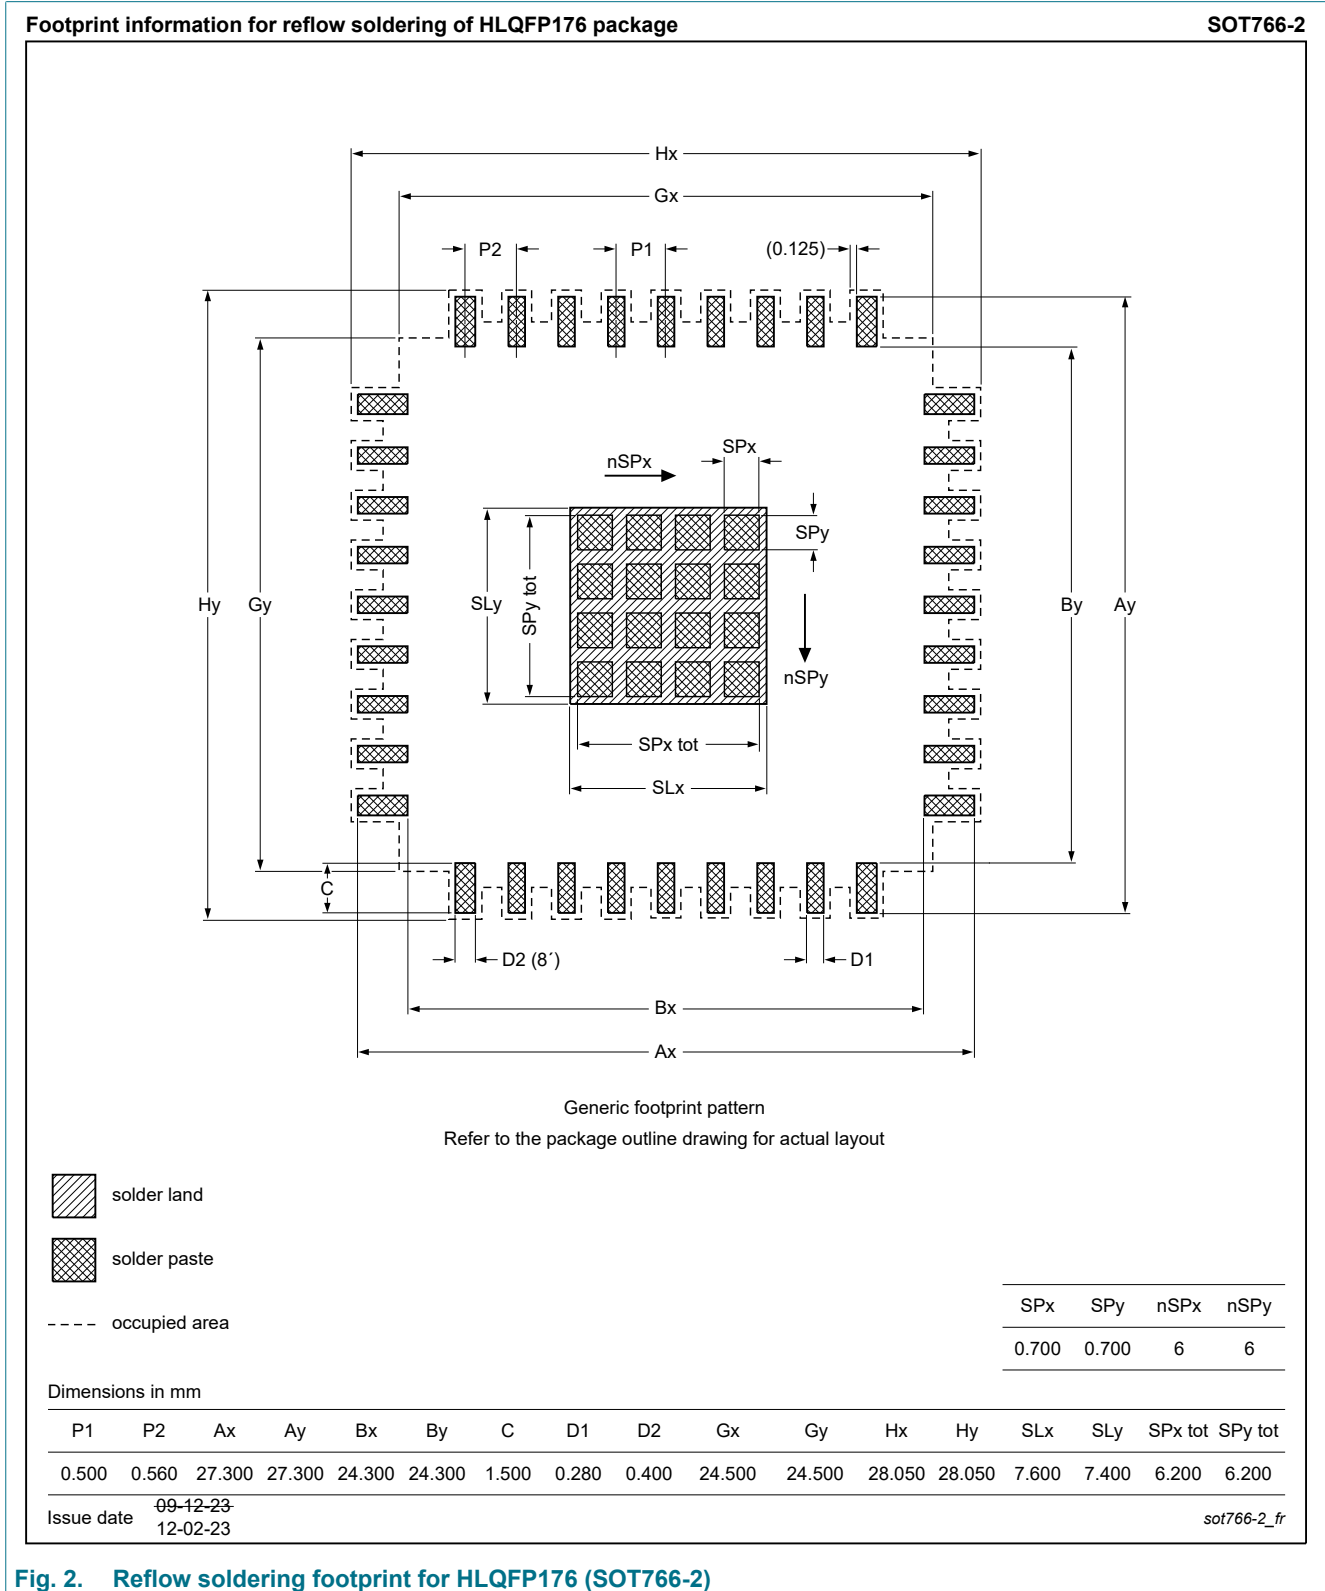 Footprint information for reflow soldering of HLQFP176 package SOT766-2
Hx
Gx
P2 P1 (0.125)
SPx
nSPx
SPy
SLy SPy tot
Hy Gy By Ay
nSPy
SPx tot
SLx
C
D2 (8´) D1
Bx
Ax
Generic footprint pattern
Refer to the package outline drawing for actual layout
solder land
solder paste
occupied area
SPx SPy nSPx nSPy
0.700 0.700 6 6
Dimensions in mm
P1 P2 Ax Ay Bx By C D1 D2 Gx Gy Hx Hy SLx SLy SPx tot SPy tot
0.500 0.560 27.300 27.300 24.300 24.300 1.500 0.280 0.400 24.500 24.500 28.050 28.050 7.600 7.400 6.200 6.200
Issue date 09-12-23
12-02-23
sot766-2_fr
Fig. 2. Reflow soldering footprint for HLQFP176 (SOT766-2)